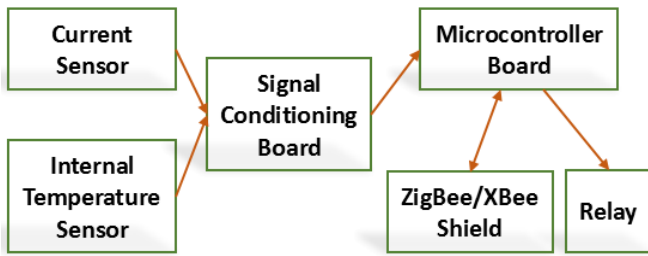 Current
Sensor
Internal
Temperature
Sensor
Signal
Conditioning
Board
Microcontroller
Board
ZigBee/XBee
Shield
Relay